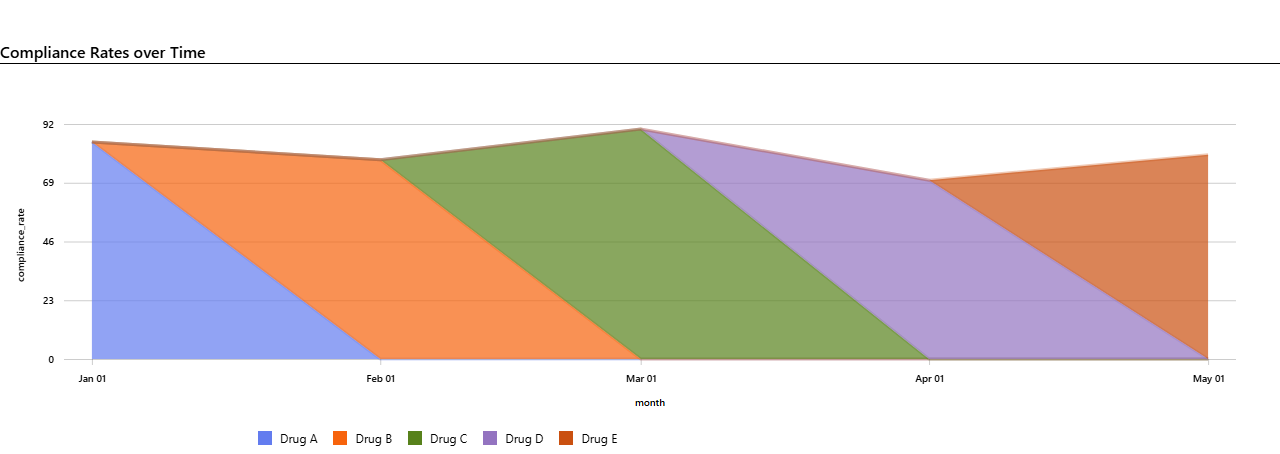 Compliance Rates over Time
92
69
46
23
0
compliance_rate
Jan 01 Feb 01 Mar 01 Apr 01 May 01
month
Drug A Drug B Drug C Drug D Drug E